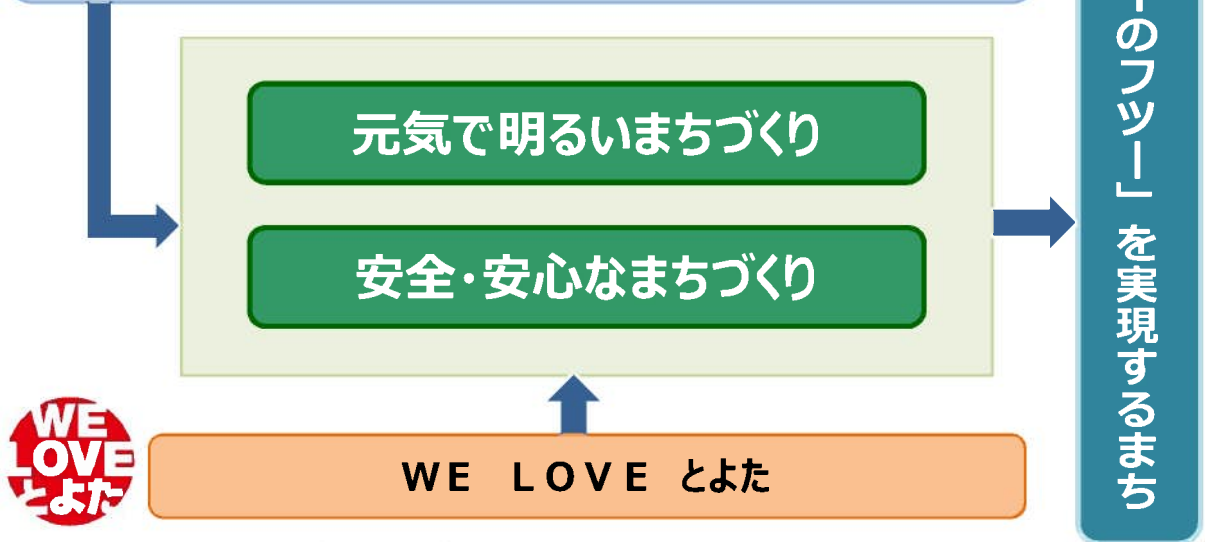 元気で明るいまちづくり
安全・安心なまちづくり
WE
LOVE
とよた
WE LOVE とよた
のフツー」を実現するまち